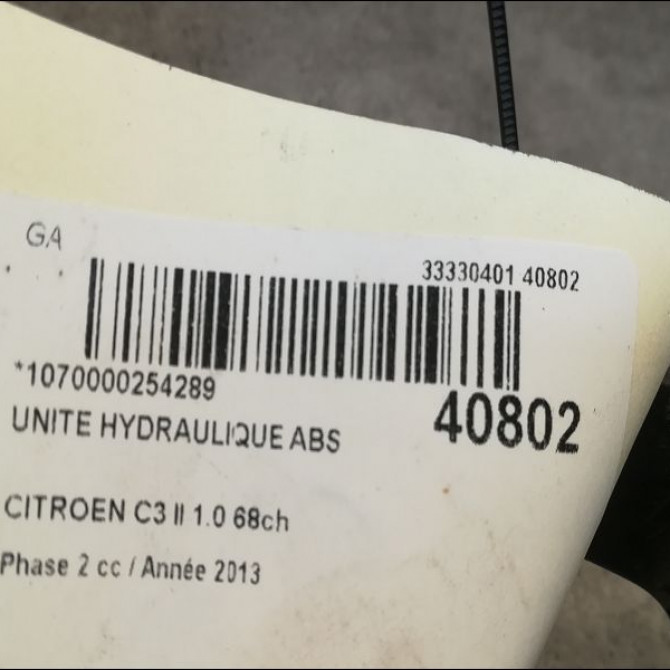 GA
33330401 40802
*1070000254289
40802
UNITE HYDRAULIQUE ABS
CITROEN C3 II 1.0 68ch
Phase 2 cc / Année 2013